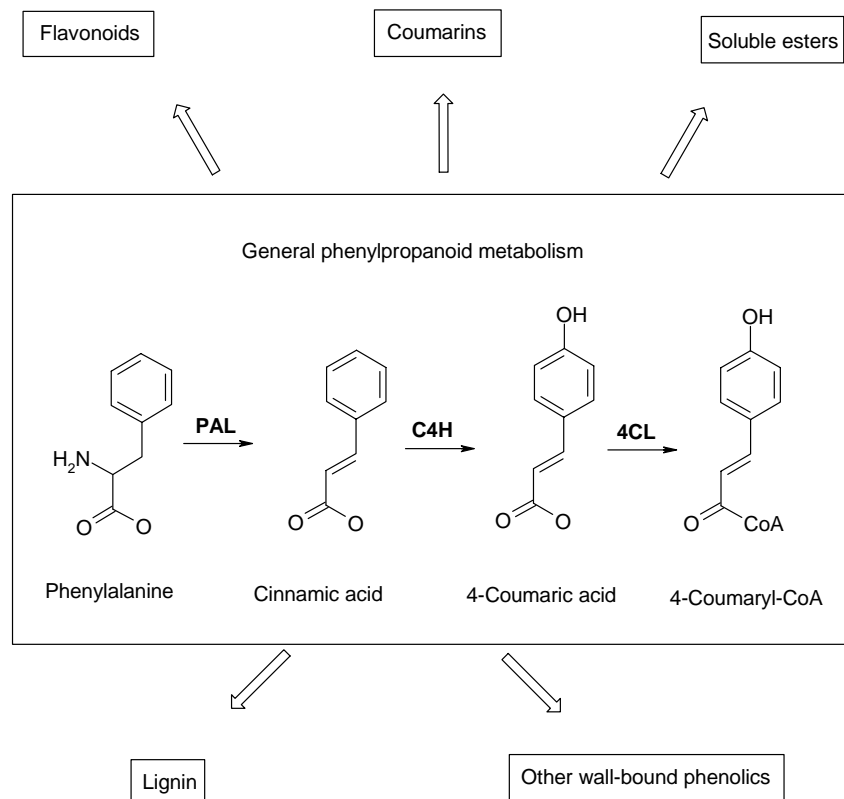 Flavonoids
Coumarins
Soluble esters
General phenylpropanoid metabolism
OH
OH
PAL
C4H
4CL
H2N
O
O
O
O
O
O
O
CoA
Phenylalanine
Cinnamic acid
4-Coumaric acid
4-Coumaryl-CoA
Lignin
Other wall-bound phenolics